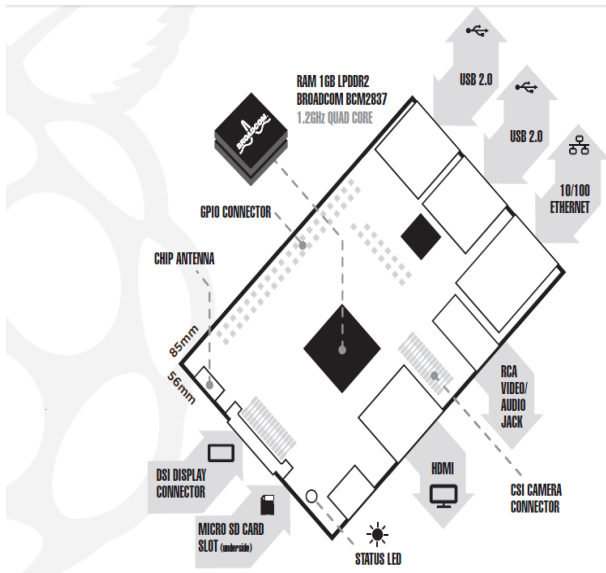 USB 2.0
RAM 1GB LPDDR2
BROADCOM BCM2837
1.2GHz QUAD CORE
BROADCOM
USB 2.0
10/100
ETHERNET
GPIO CONNECTOR
CHIP ANTENNA
85mm
56mm
RCA
VIDEO/
AUDIO
JACK
DSI DISPLAY
CONNECTOR
HDMI
CSI CAMERA
CONNECTOR
MICRO SD CARD
SLOT (underside)
STATUS LED